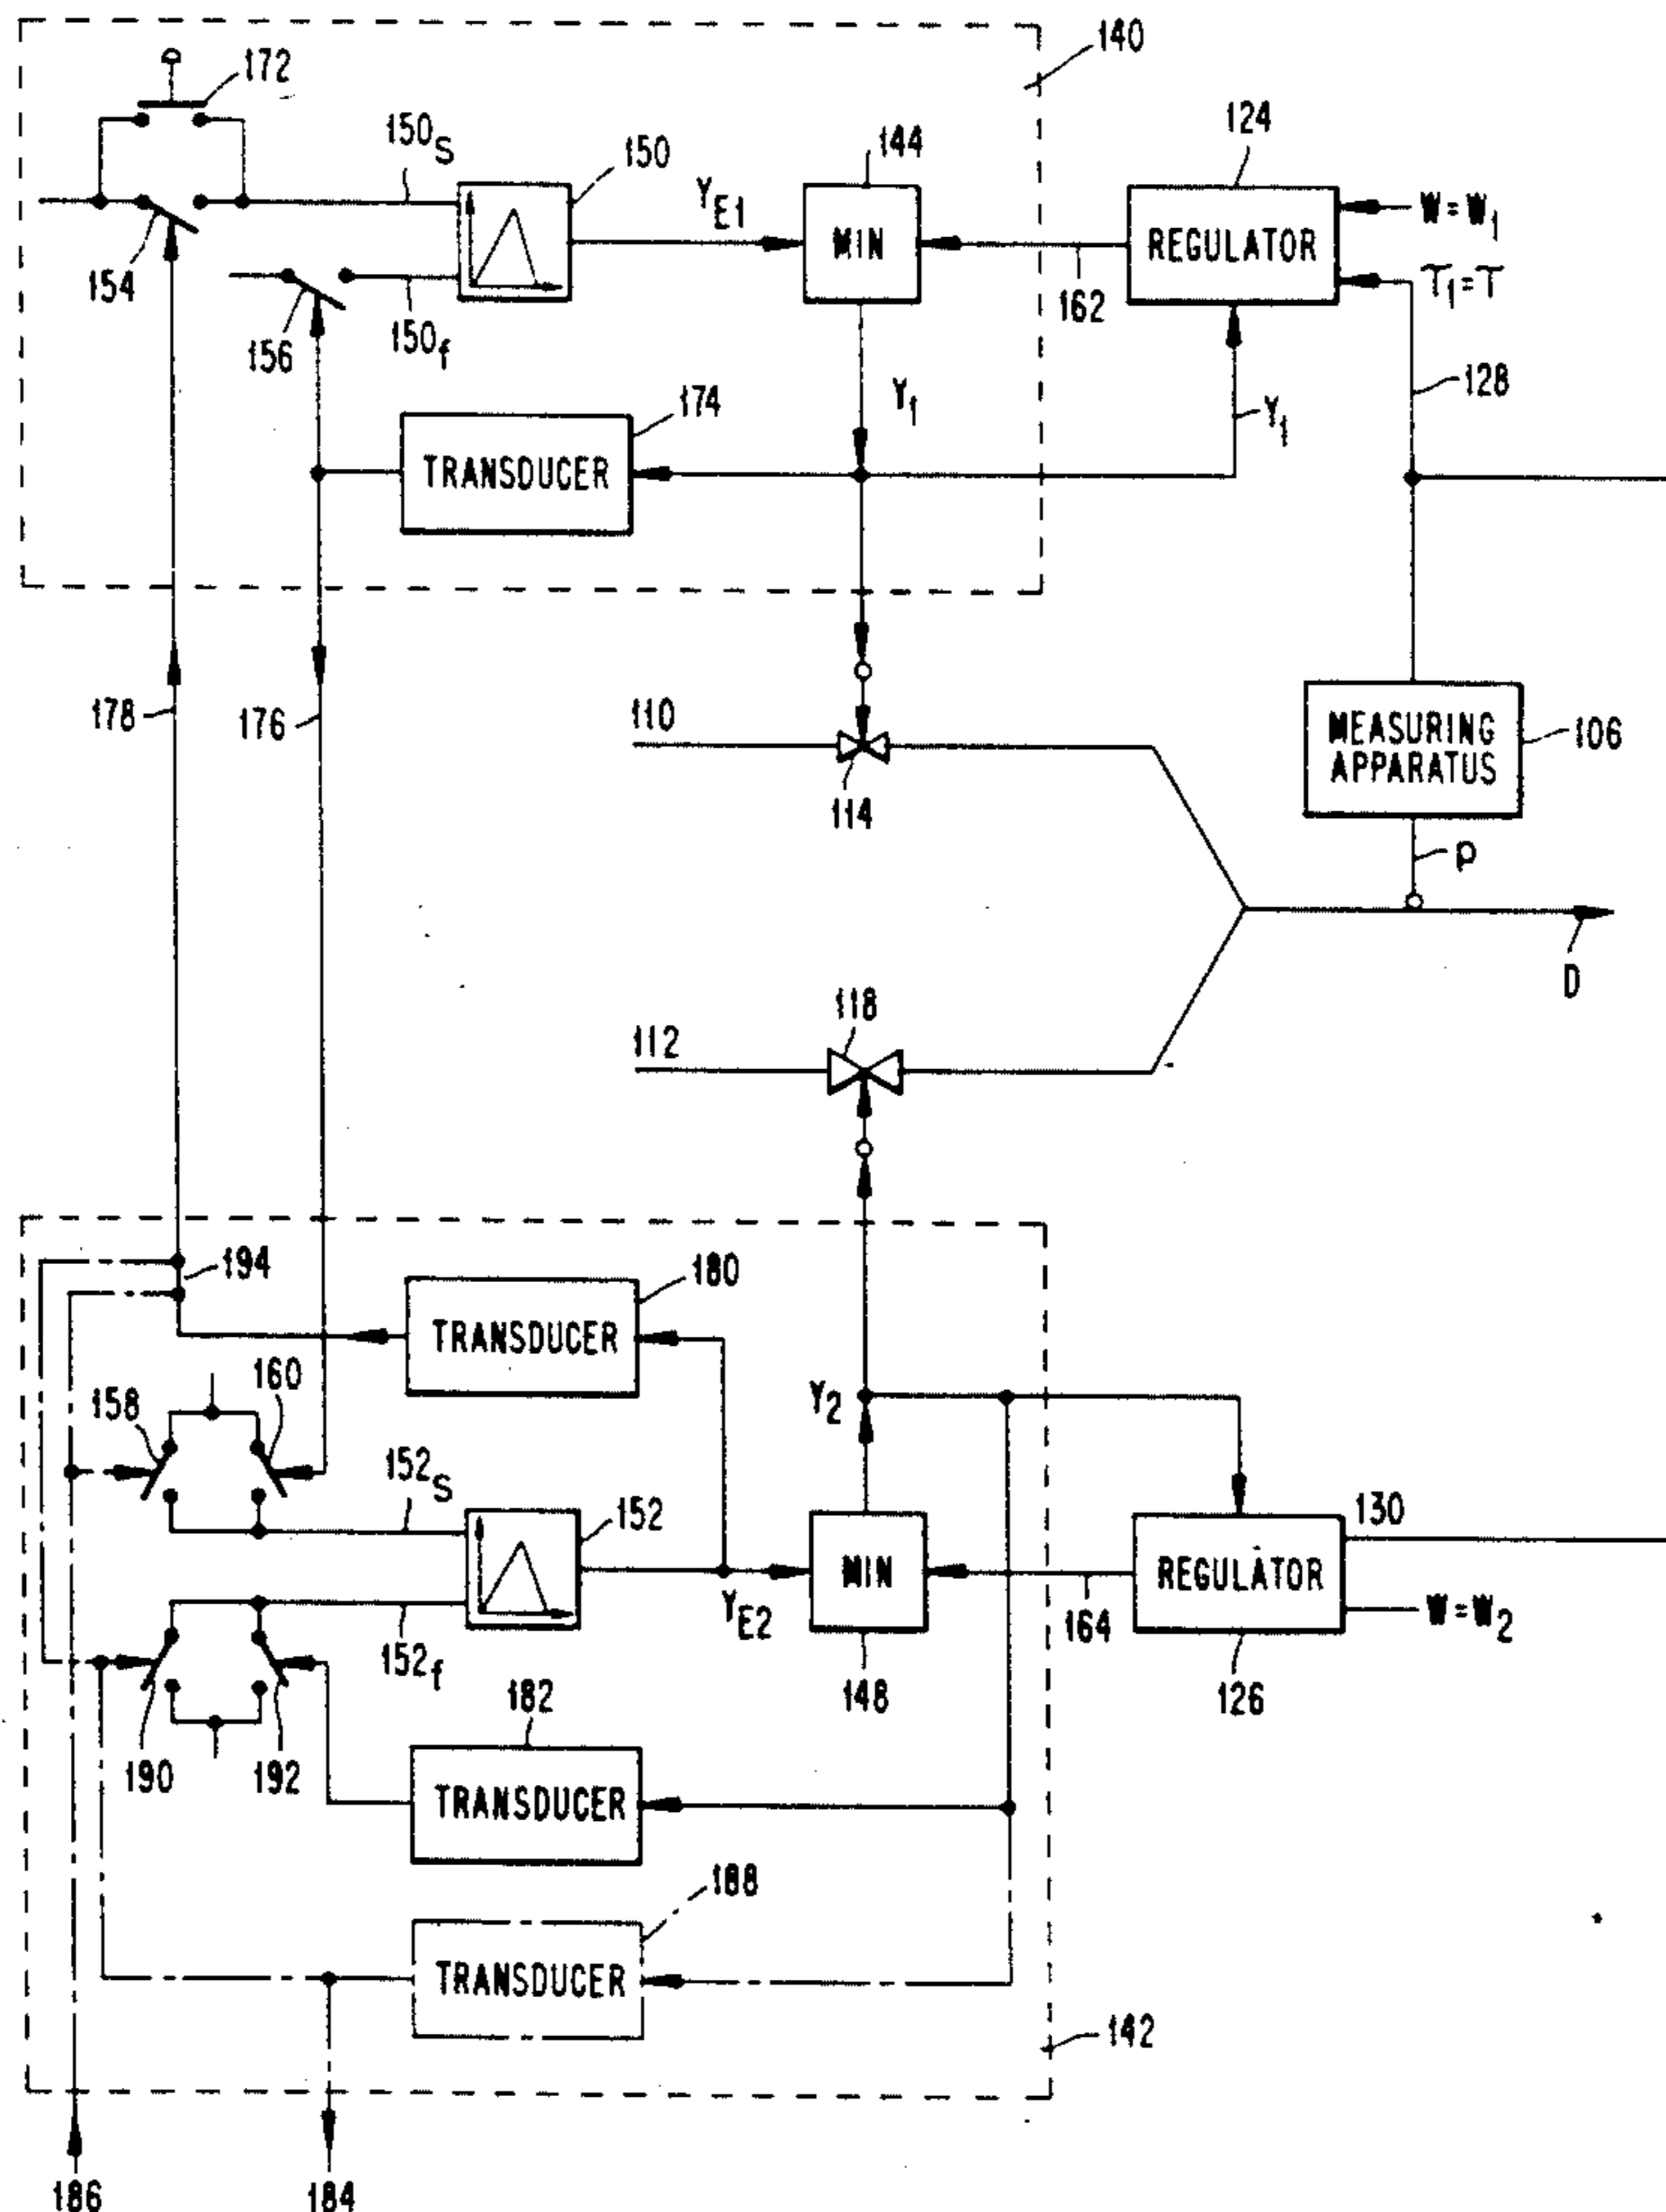 140
172
124
150S
150
144
YE1
MIN
REGULATOR
W=W1
T1=T
154
156
150f
162
128
174
Y1
Y1
TRANSDUCER
178
176
110
MEASURING
APPARATUS
106
114
P
D
118
112
194
180
TRANSDUCER
160
158
Y2
152S
152
130
MIN
REGULATOR
YE2
164
W=W2
152f
148
126
182
190
192
TRANSDUCER
188
TRANSDUCER
142
186
184